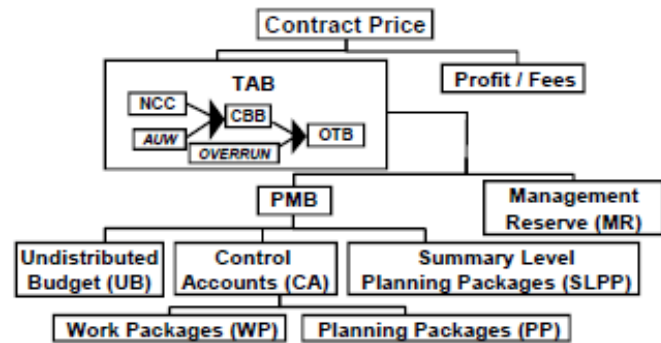 Contract Price
TAB
Profit / Fees
NCC
CBB
AUW
OTB
OVERRUN
PMB
Management
Reserve (MR)
Undistributed
Budget (UB)
Control
Accounts (CA)
Summary Level
Planning Packages (SLPP)
Work Packages (WP)
Planning Packages (PP)